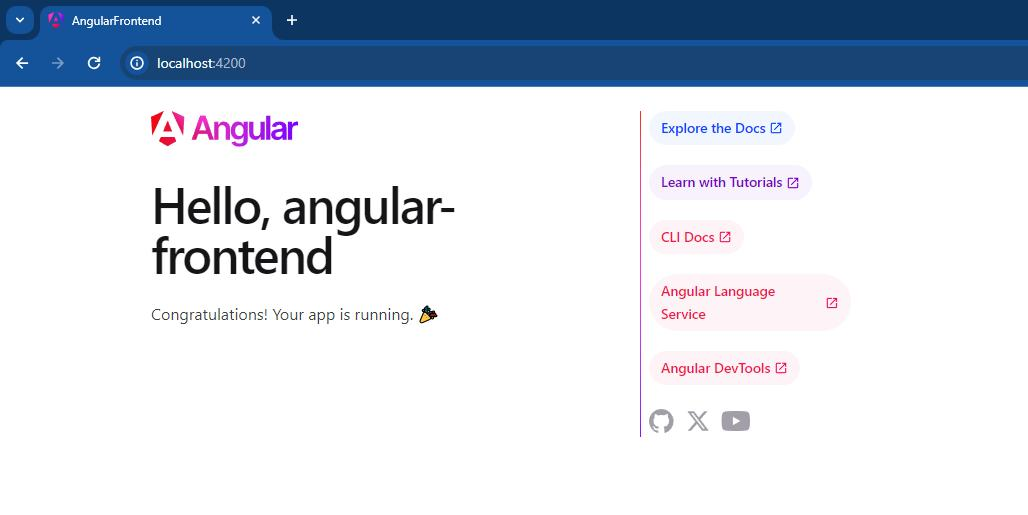 AngularFrontend
localhost:4200
Angular
Hello, angular-
frontend
Congratulations! Your app is running. 🎉
Explore the Docs
Learn with Tutorials
CLI Docs
Angular Language
Service
Angular DevTools